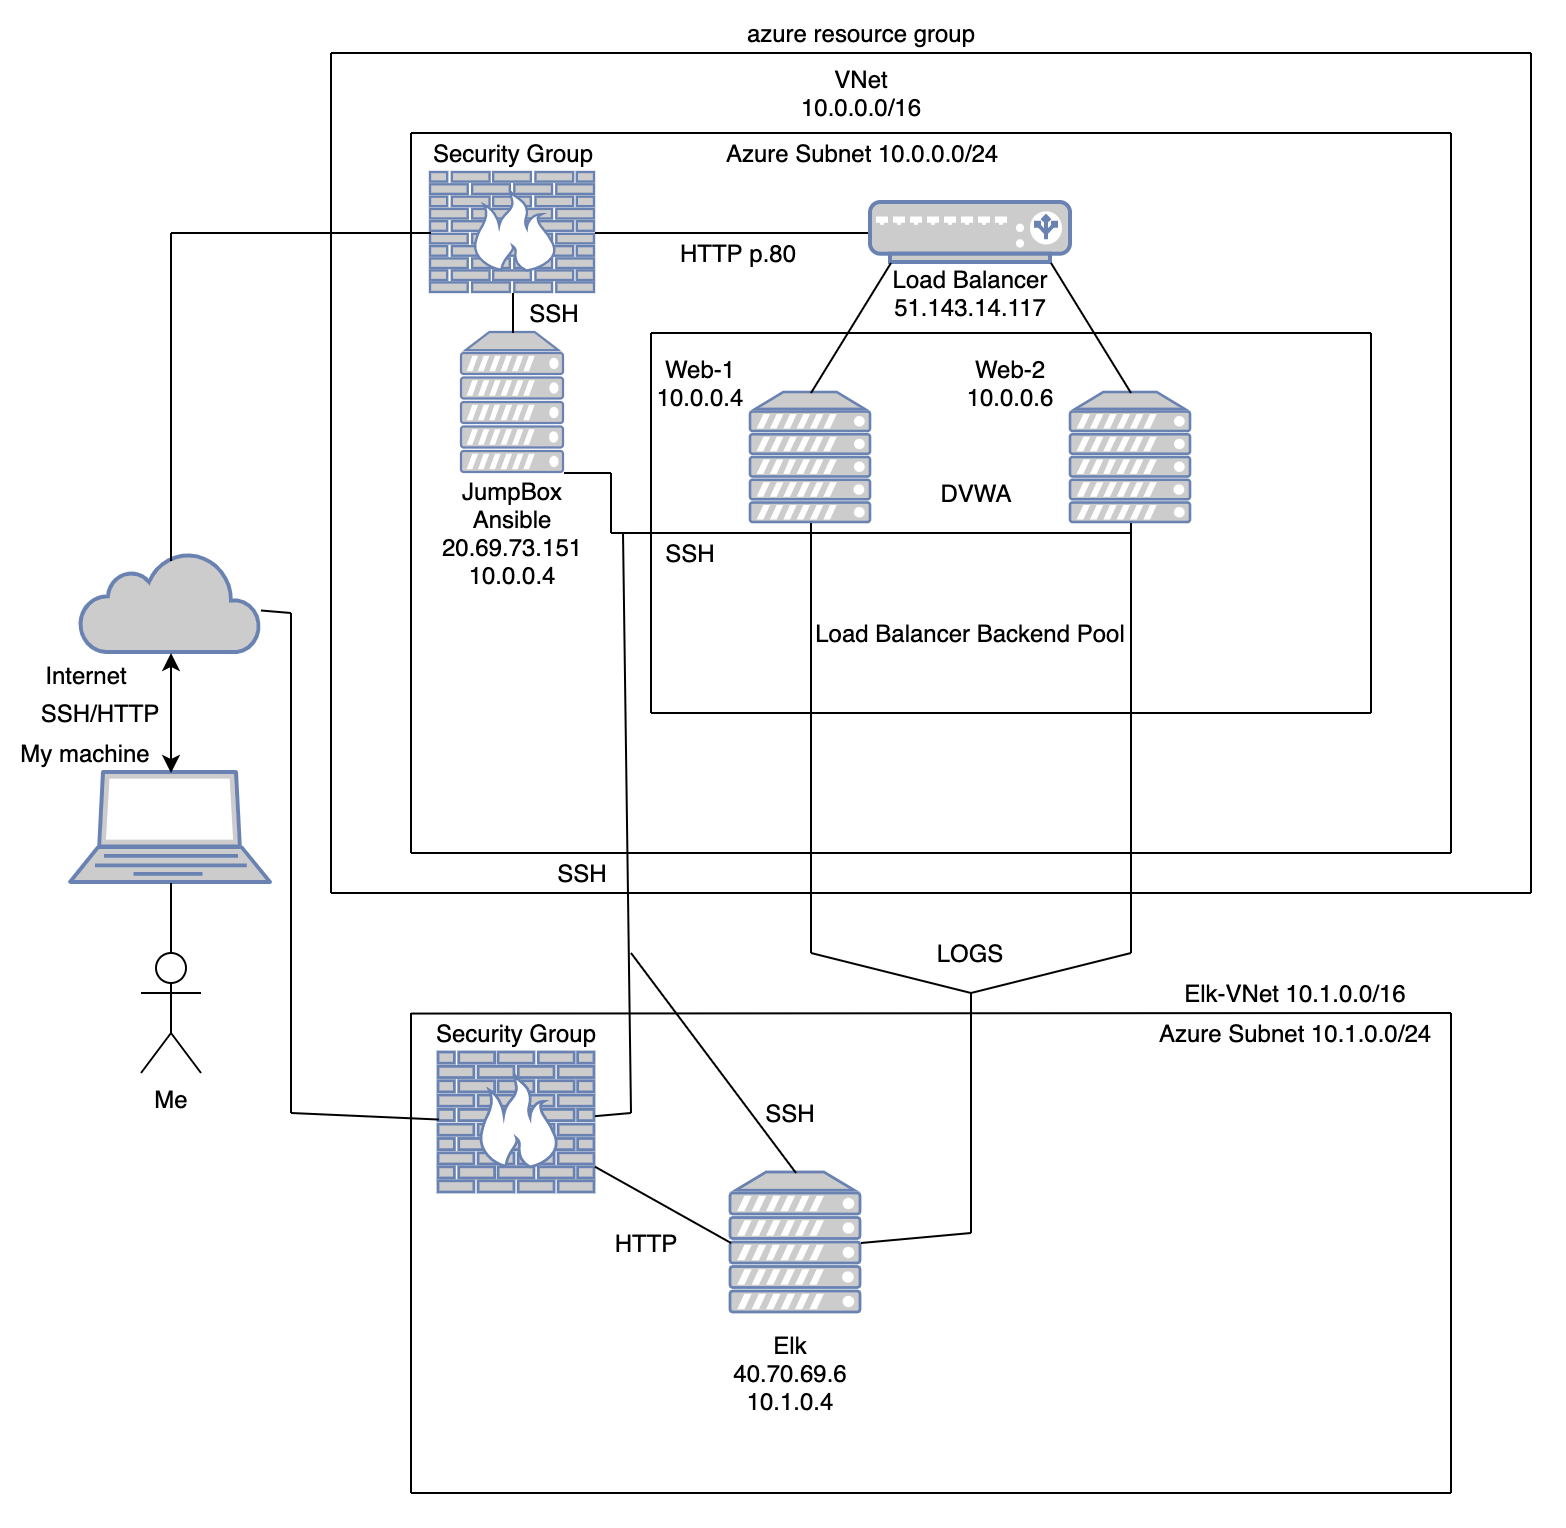 azure resource group
VNet
10.0.0.0/16
Security Group
Azure Subnet 10.0.0.0/24
HTTP p.80
Load Balancer
51.143.14.117
SSH
Web-1
10.0.0.4
Web-2
10.0.0.6
DVWA
JumpBox
Ansible
20.69.73.151
10.0.0.4
SSH
Load Balancer Backend Pool
Internet
SSH/HTTP
My machine
SSH
LOGS
Elk-VNet 10.1.0.0/16
Security Group
Azure Subnet 10.1.0.0/24
Me
SSH
HTTP
Elk
40.70.69.6
10.1.0.4